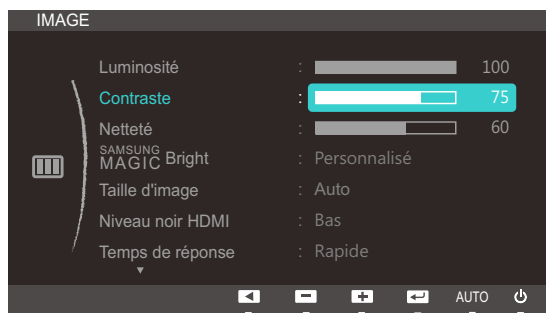 IMAGE
Luminosité : 100
Contraste : 75
Netteté : 60
SAMSUNG
MAGIC Bright : Personnalisé
Taille d'image : Auto
Niveau noir HDMI : Bas
Temps de réponse : Rapide
AUTO